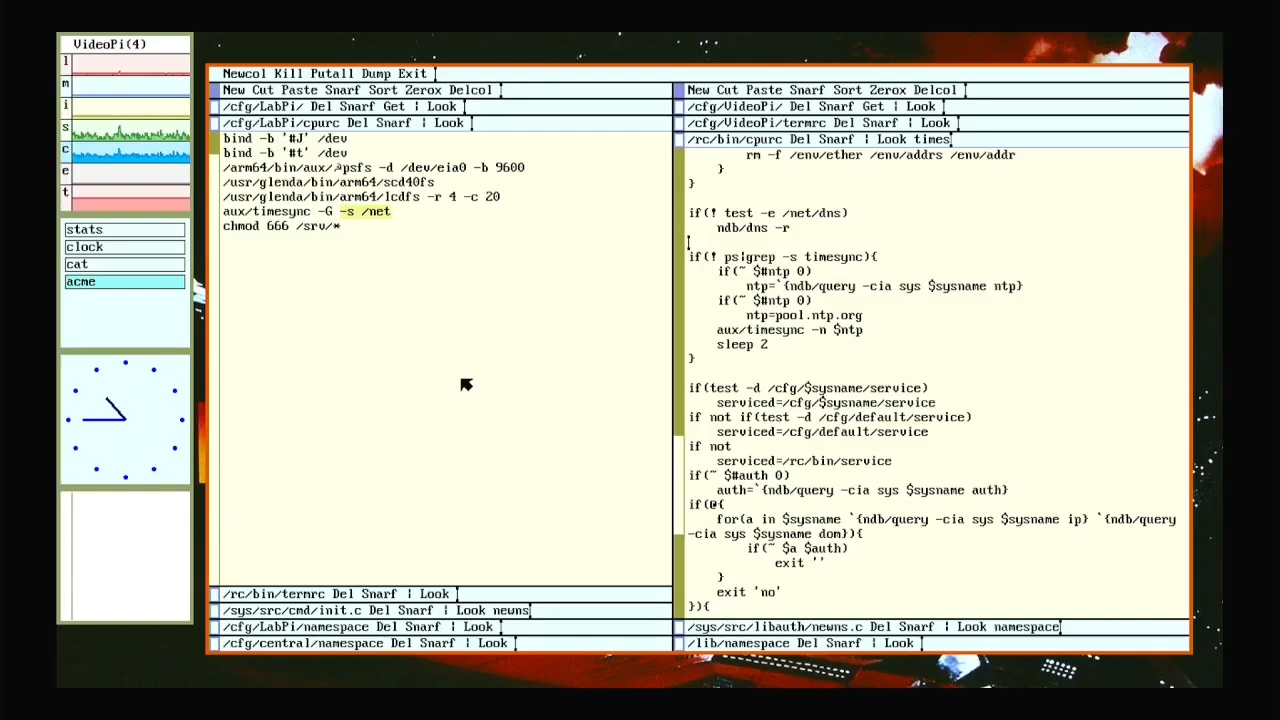 VideoPi(4)
l
m
i
s
c
e
t
stats
clock
cat
acme
Newcol Kill Putall Dump Exit
New Cut Paste Snarf Sort Zerox Delcol
/cfg/LabPi/ Del Snarf Get | Look
/cfg/LabPi/cpurc Del Snarf | Look
bind -b '#J' /dev
bind -b '#t' /dev
/arm64/bin/aux/ psfs -d /dev/eia0 -b 9600
/usr/glenda/bin/arm64/scd40fs
/usr/glenda/bin/arm64/lcdfs -r 4 -c 20
aux/timesync -G -s /net
chmod 666 /srv/*
/rc/bin/termrc Del Snarf | Look
/sys/src/cmd/init.c Del Snarf | Look newns
/cfg/LabPi/namespace Del Snarf | Look
/cfg/central/namespace Del Snarf | Look
New Cut Paste Snarf Sort Zerox Delcol
/cfg/VideoPi/ Del Snarf Get | Look
/cfg/VideoPi/termrc Del Snarf | Look
/rc/bin/cpurc Del Snarf | Look times
rm -f /env/ether /env/addrs /env/addr
}
}
if(! test -e /net/dns)
ndb/dns -r
if(! ps|grep -s timesync){
if(~ $#ntp 0)
ntp=`{ndb/query -cia sys $sysname ntp}
if(~ $#ntp 0)
ntp=pool.ntp.org
aux/timesync -n $ntp
sleep 2
}
if(test -d /cfg/$sysname/service)
serviced=/cfg/$sysname/service
if not if(test -d /cfg/default/service)
serviced=/cfg/default/service
if not
serviced=/rc/bin/service
if(~ $#auth 0)
auth=`{ndb/query -cia sys $sysname auth}
if(@{
for(a in $sysname `{ndb/query -cia sys $sysname ip} `{ndb/query
-cia sys $sysname dom}){
if(~ $a $auth)
exit ''
}
exit 'no'
}){
/sys/src/libauth/newns.c Del Snarf | Look namespace
/lib/namespace Del Snarf | Look